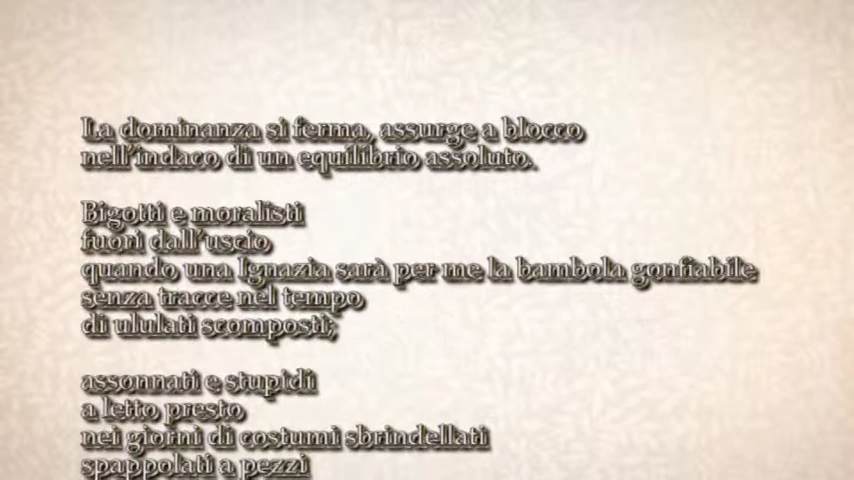 La dominanza si ferma, assurge a blocco
nell'indaco di un equilibrio assoluto.
Bigotti e moralisti
fuori dall'uscio
quando una Ignazia sarà per me la bambola gonfiabile
senza tracce nel tempo
di ululati scomposti;
assonnati e stupidi
a letto presto
nei giorni di costumi sbrindellati
spappolati a pezzi